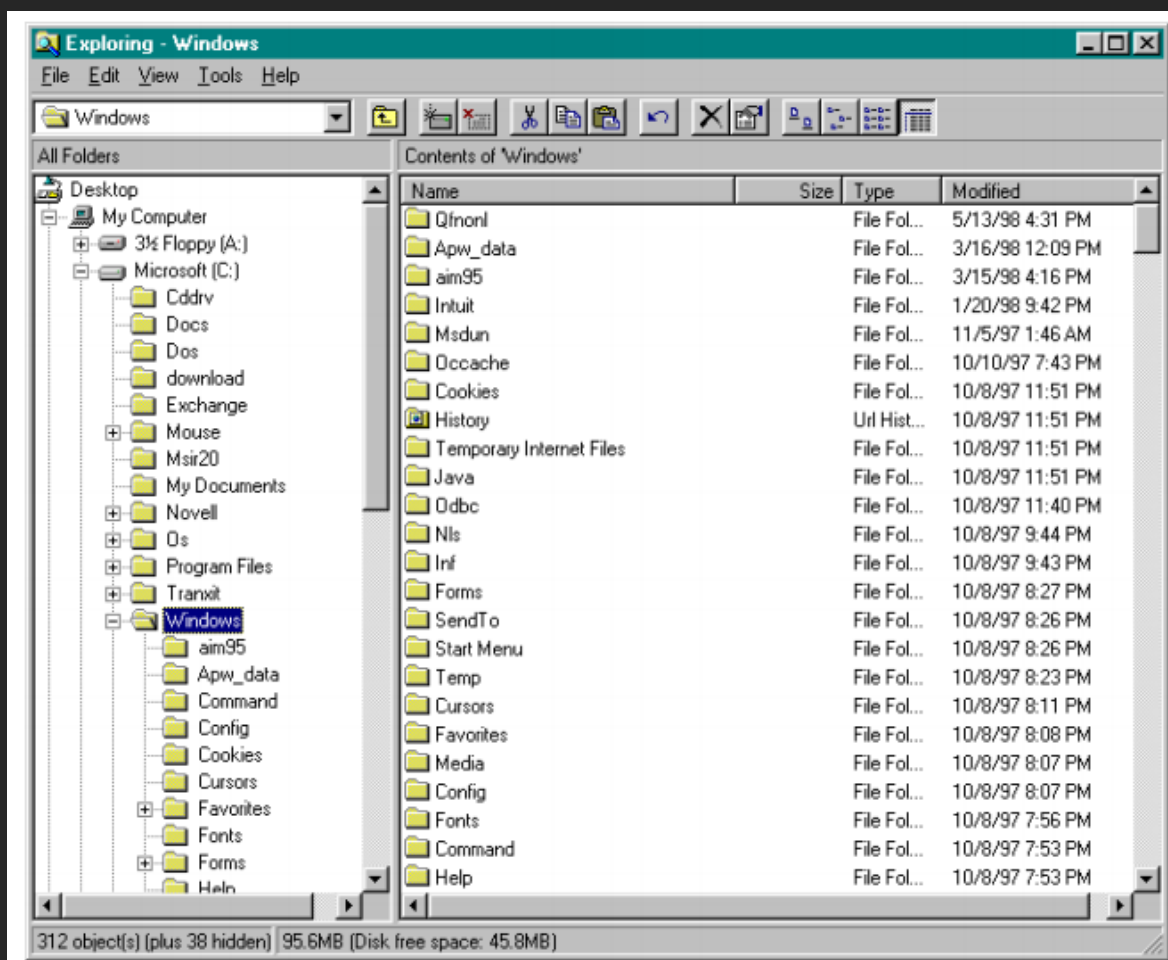 Exploring - Windows
File Edit View Tools Help
Windows
All Folders
Contents of 'Windows'
Desktop
My Computer
3½ Floppy (A:)
Microsoft (C:)
Cddrv
Docs
Dos
download
Exchange
Mouse
Msir20
My Documents
Novell
Os
Program Files
Tranxit
Windows
aim95
Apw_data
Command
Config
Cookies
Cursors
Favorites
Fonts
Forms
Help
Name Size Type Modified
Qfnonl File Fol... 5/13/98 4:31 PM
Apw_data File Fol... 3/16/98 12:09 PM
aim95 File Fol... 3/15/98 4:16 PM
Intuit File Fol... 1/20/98 9:42 PM
Msdun File Fol... 11/5/97 1:46 AM
Occache File Fol... 10/10/97 7:43 PM
Cookies File Fol... 10/8/97 11:51 PM
History Url Hist... 10/8/97 11:51 PM
Temporary Internet Files File Fol... 10/8/97 11:51 PM
Java File Fol... 10/8/97 11:51 PM
Odbc File Fol... 10/8/97 11:40 PM
Nls File Fol... 10/8/97 9:44 PM
Inf File Fol... 10/8/97 9:43 PM
Forms File Fol... 10/8/97 8:27 PM
SendTo File Fol... 10/8/97 8:26 PM
Start Menu File Fol... 10/8/97 8:26 PM
Temp File Fol... 10/8/97 8:23 PM
Cursors File Fol... 10/8/97 8:11 PM
Favorites File Fol... 10/8/97 8:08 PM
Media File Fol... 10/8/97 8:07 PM
Config File Fol... 10/8/97 8:07 PM
Fonts File Fol... 10/8/97 7:56 PM
Command File Fol... 10/8/97 7:53 PM
Help File Fol... 10/8/97 7:53 PM
312 object(s) (plus 38 hidden) 95.6MB (Disk free space: 45.8MB)